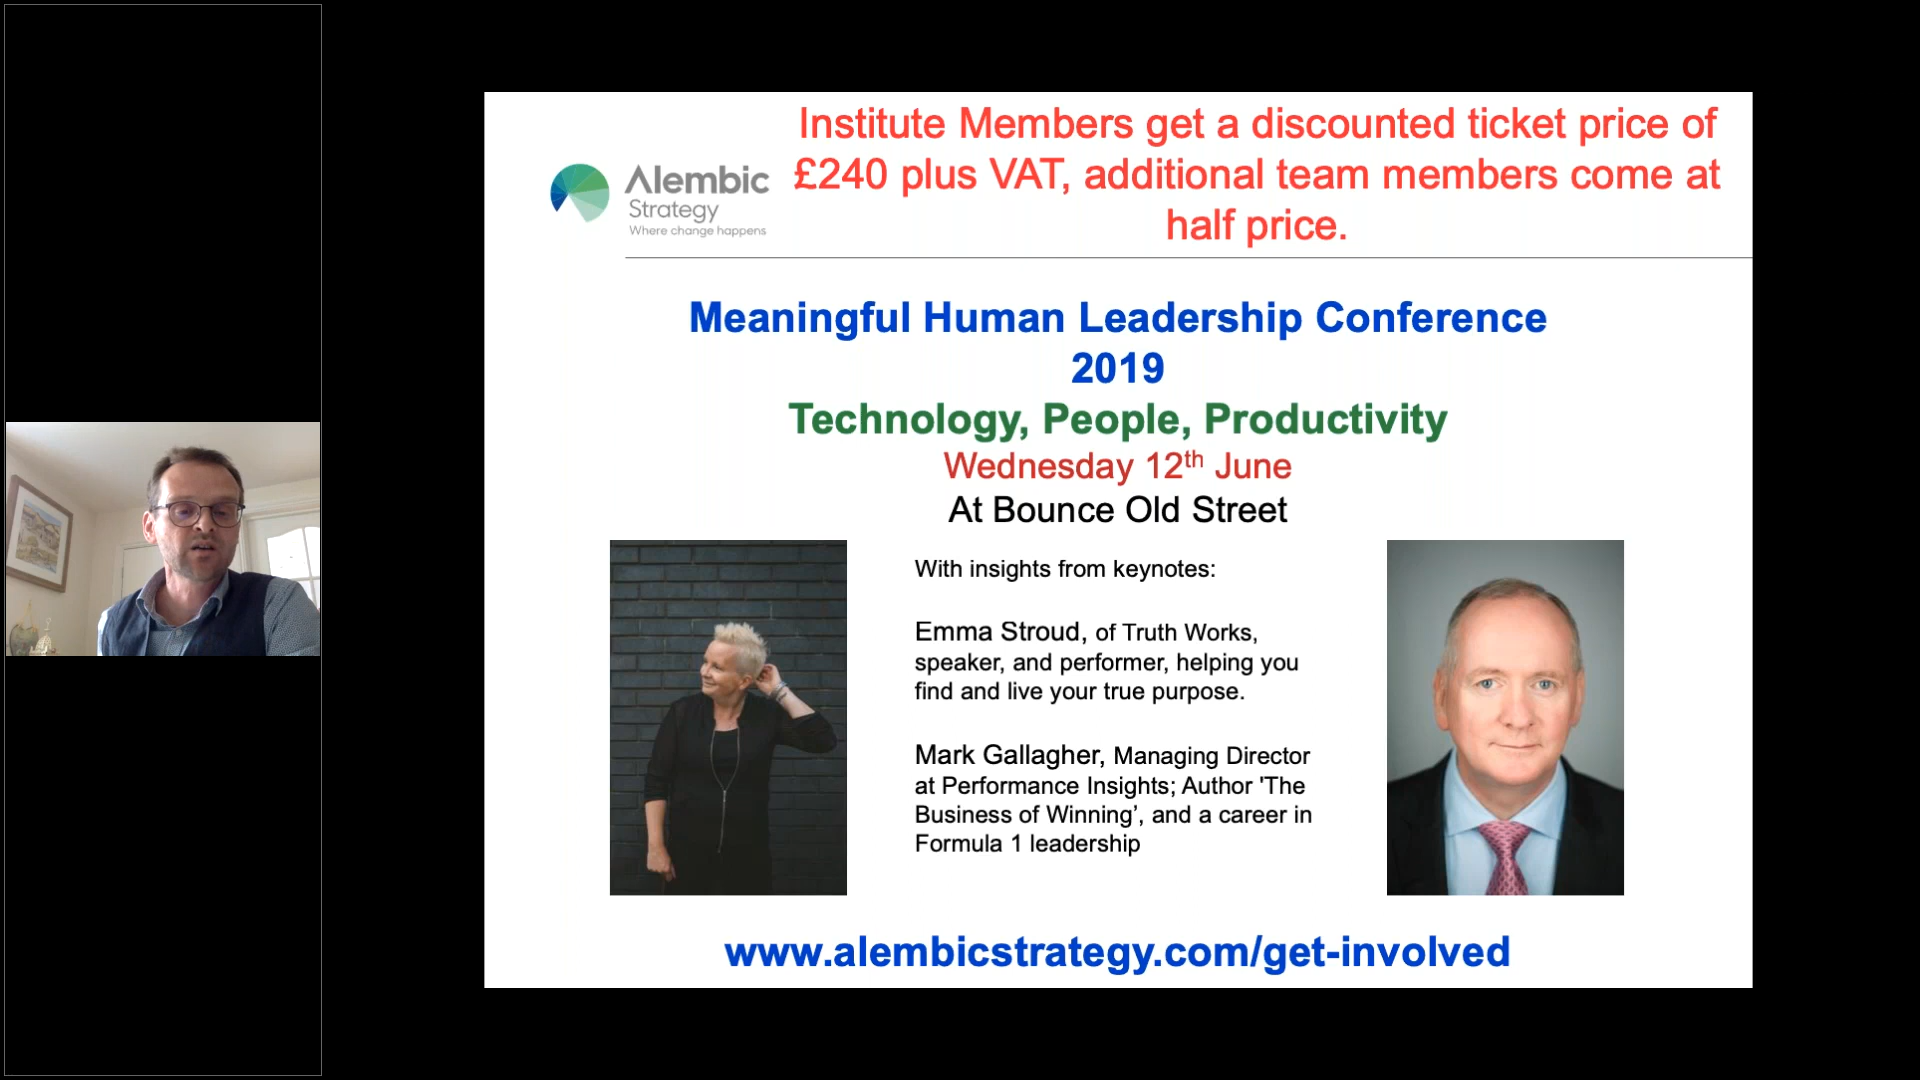 Institute Members get a discounted ticket price of
£240 plus VAT, additional team members come at
half price.
Alembic
Strategy
Where change happens
Meaningful Human Leadership Conference
2019
Technology, People, Productivity
Wednesday 12th June
At Bounce Old Street
With insights from keynotes:
Emma Stroud, of Truth Works,
speaker, and performer, helping you
find and live your true purpose.
Mark Gallagher, Managing Director
at Performance Insights; Author 'The
Business of Winning’, and a career in
Formula 1 leadership
www.alembicstrategy.com/get-involved